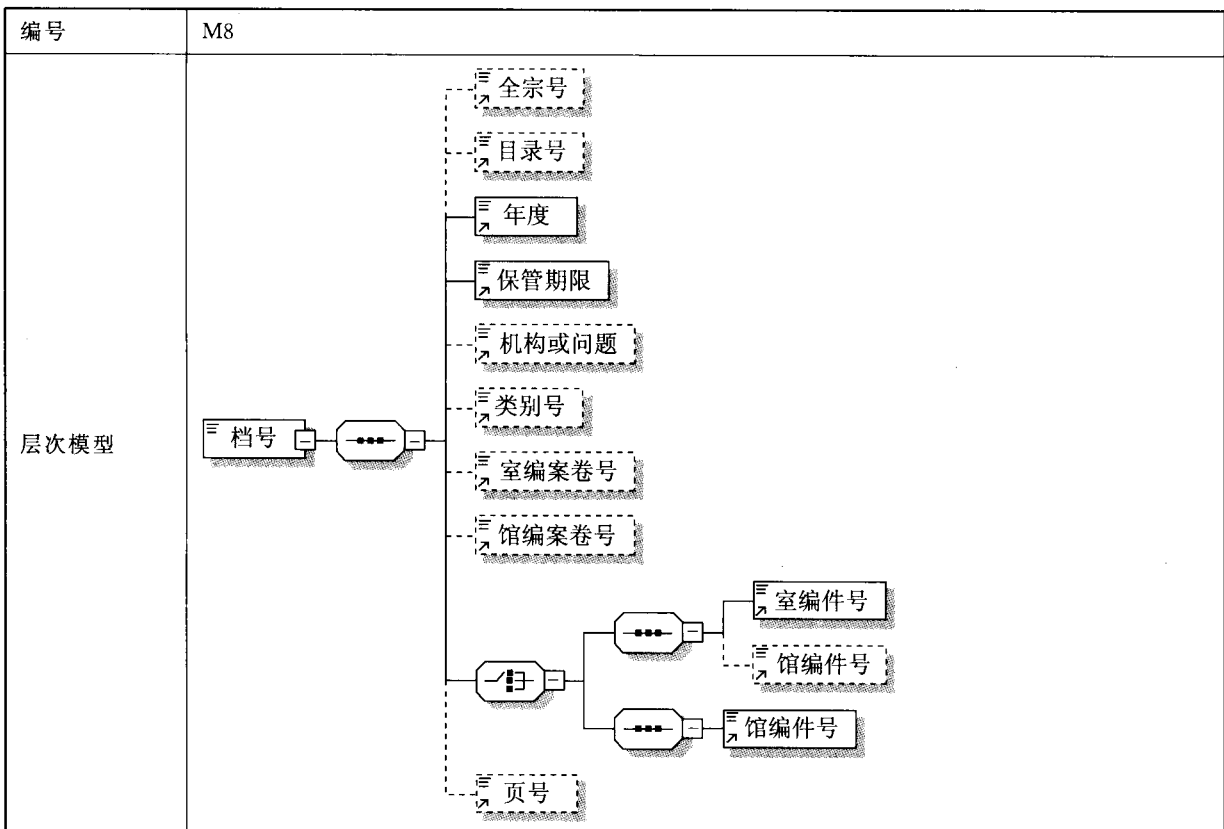 编号 M8
全宗号
目录号
年度
保管期限
机构或问题
类别号
层次模型 档号
室编案卷号
馆编案卷号
室编件号
馆编件号
馆编件号
页号